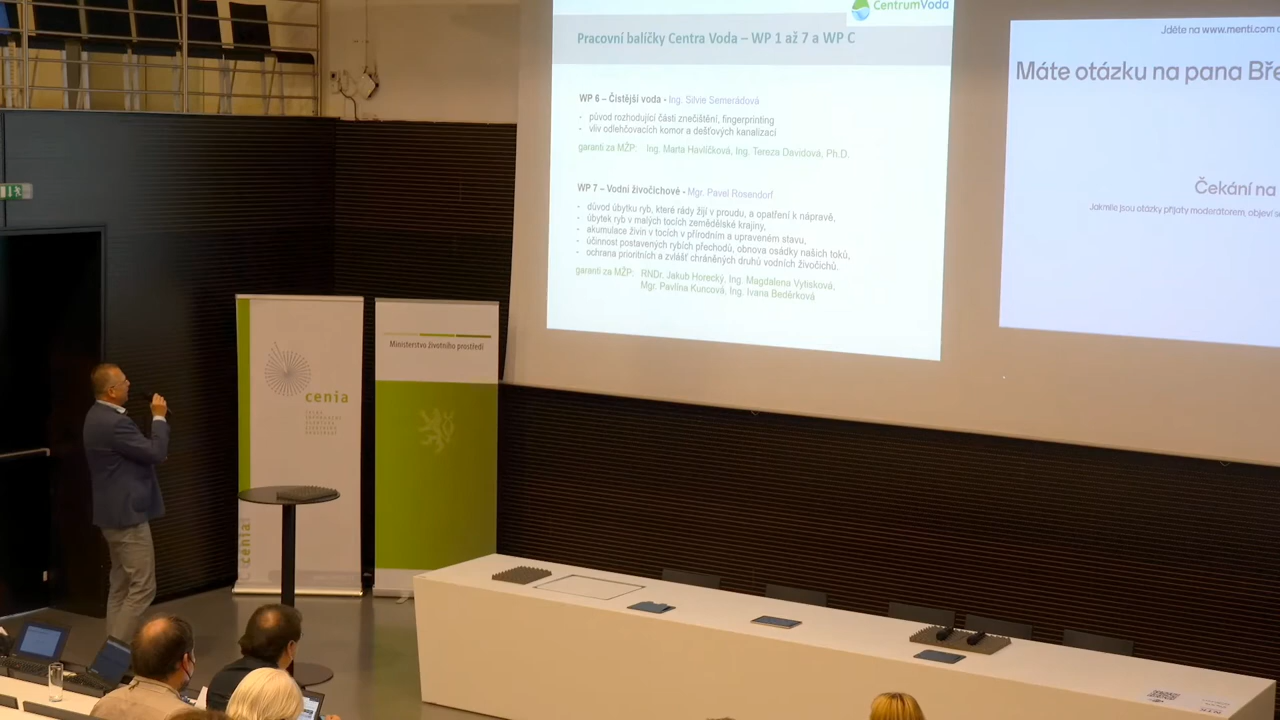 CentrumVoda
Pracovní balíčky Centra Voda – WP 1 až 7 a WP C
WP 6 – Čistější voda - Ing. Silvie Semerádová
- původ rozhodující části znečištění, fingerprinting
- vliv odlehčovacích komor a dešťových kanalizací
garanti za MŽP: Ing. Marta Havlíčková, Ing. Tereza Davidová, Ph.D.
WP 7 – Vodní živočichové - Mgr. Pavel Rosendorf
- důvod úbytku ryb, které rády žijí v proudu, a opatření k nápravě,
- úbytek ryb v malých tocích zemědělské krajiny,
- akumulace živin v tocích v přírodním a upraveném stavu,
- účinnost postavených rybích přechodů, obnova osádky našich toků,
- ochrana prioritních a zvlášť chráněných druhů vodních živočichů.
garanti za MŽP: RNDr. Jakub Horecký, Ing. Magdalena Vytisková,
Mgr. Pavlína Kuncová, Ing. Ivana Beděrková
Jděte na www.menti.com
Máte otázku na pana Bře
Čekání na
Jakmile jsou otázky přijaty moderátorem, objeví s
cenia
Ministerstvo životního prostředí
cenia